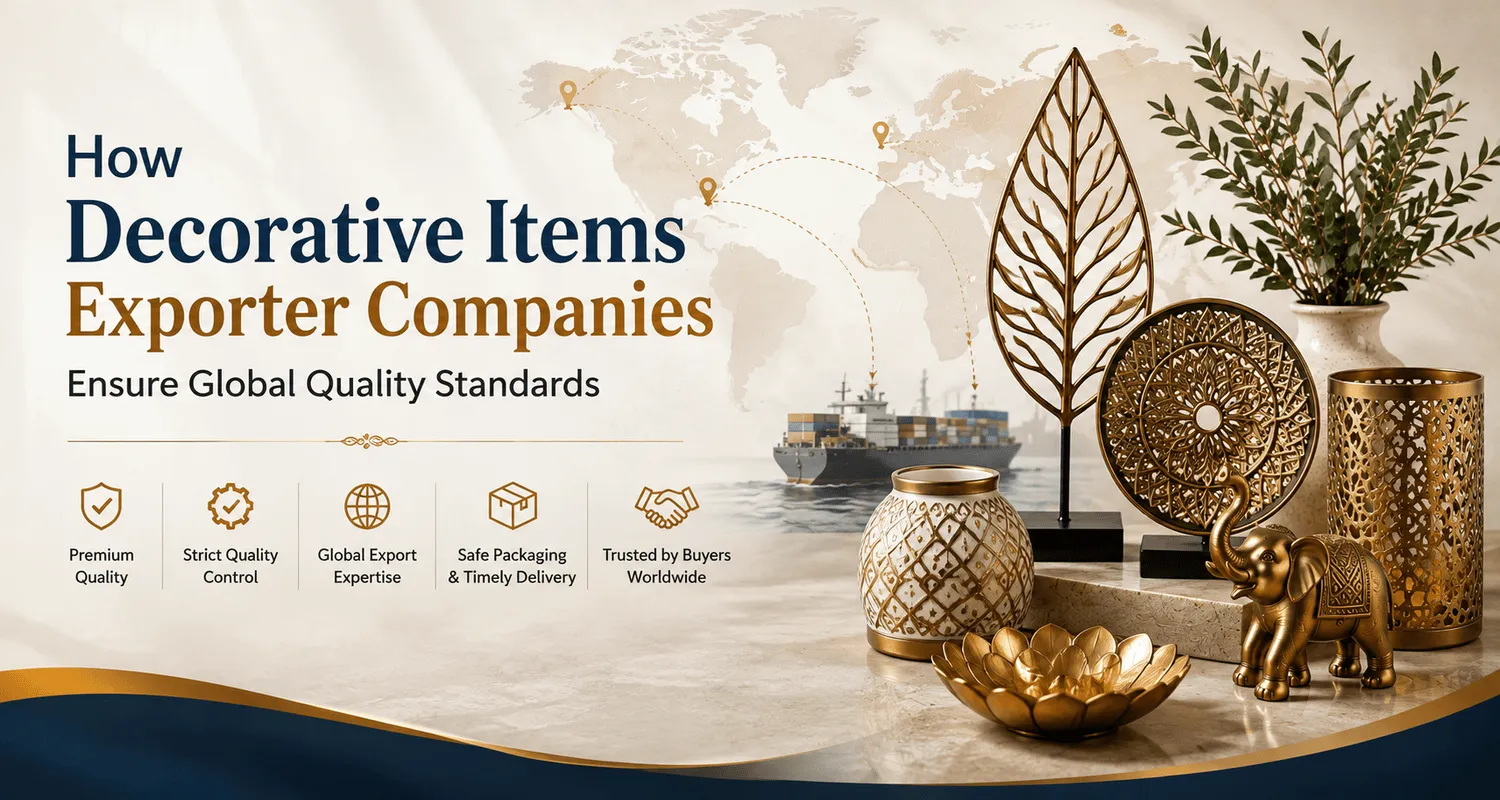 How
Decorative Items
Exporter Companies
Ensure Global Quality Standards
Premium
Quality
Strict Quality
Control
Global Export
Expertise
Safe Packaging
& Timely Delivery
Trusted by Buyers
Worldwide